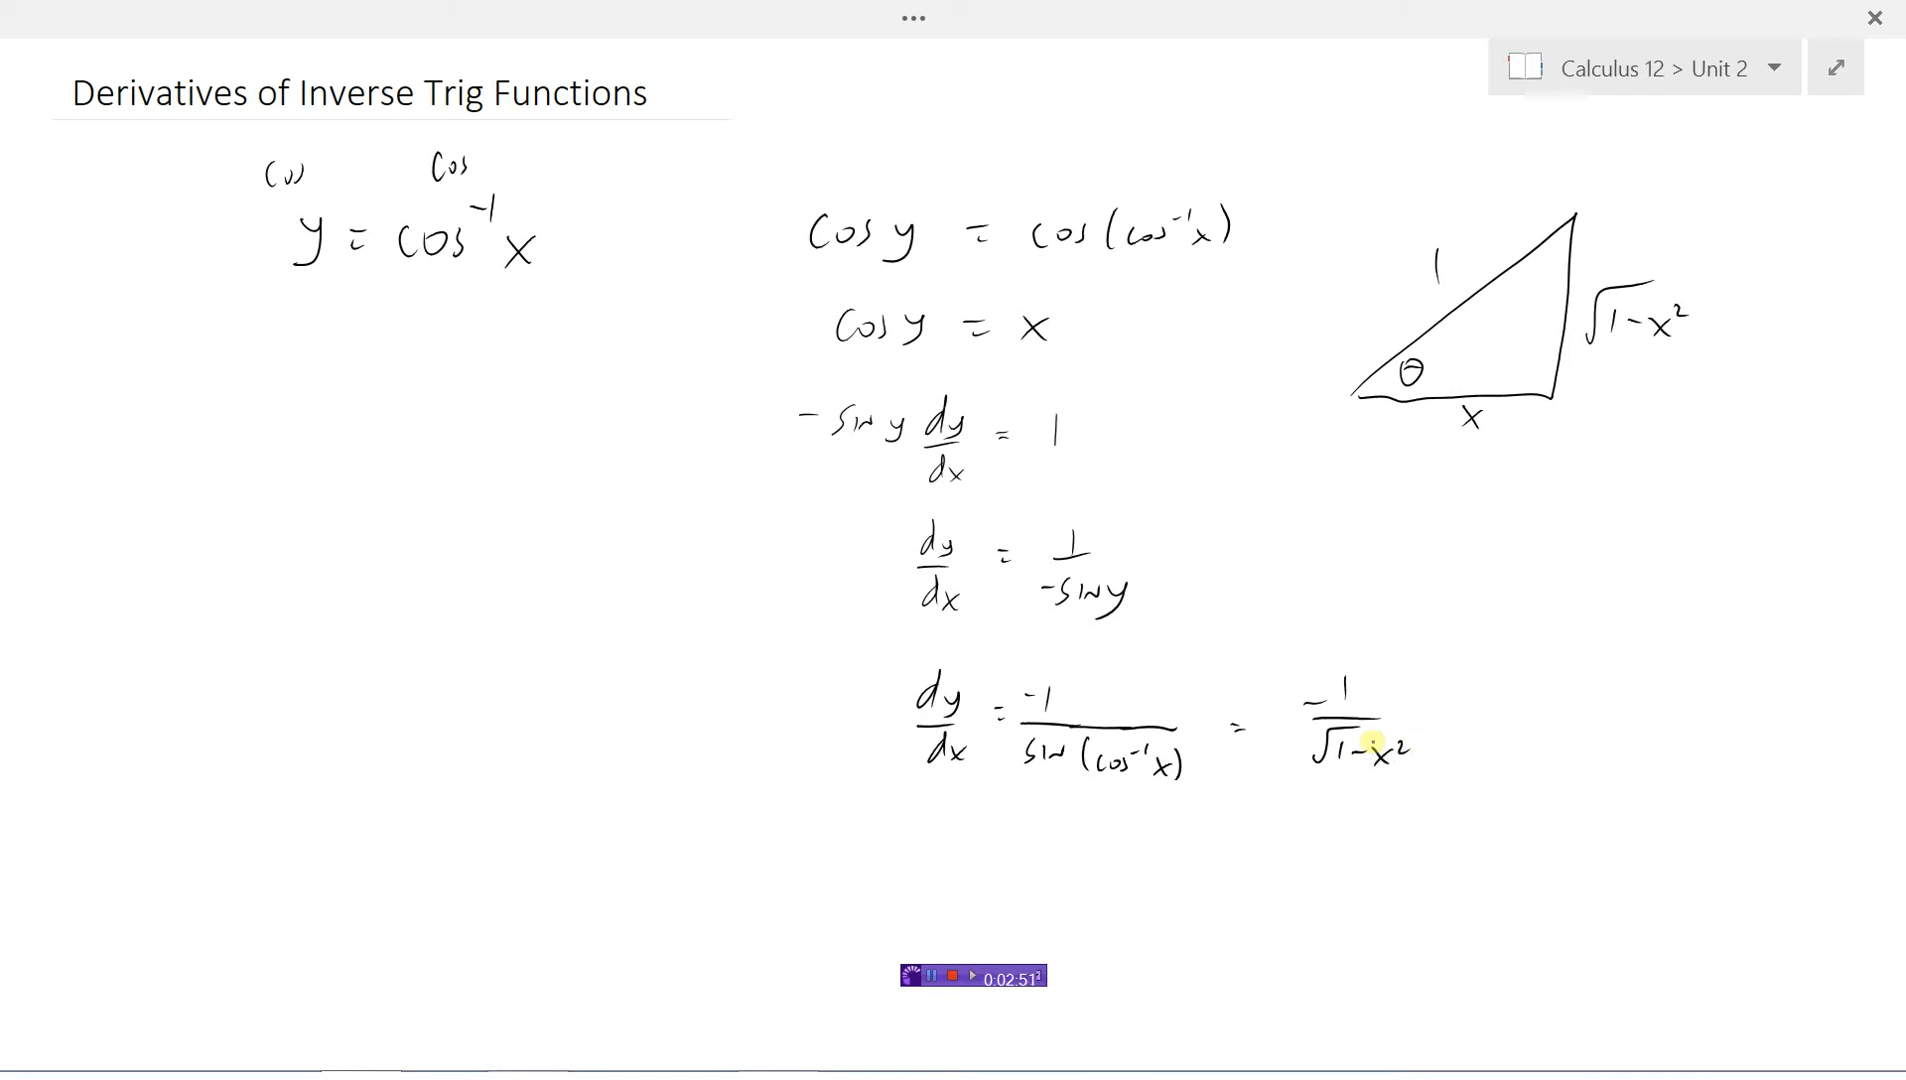 ...
Calculus 12 > Unit 2
Derivatives of Inverse Trig Functions
cos cos
y = cos⁻¹ x
cos y = cos(cos⁻¹x)
cos y = x
- sin y dy/dx = 1
dy/dx = 1/-sin y
dy/dx = -1/sin(cos⁻¹x) = -1/√1-x²
1
√1-x²
θ
x
0:02:51